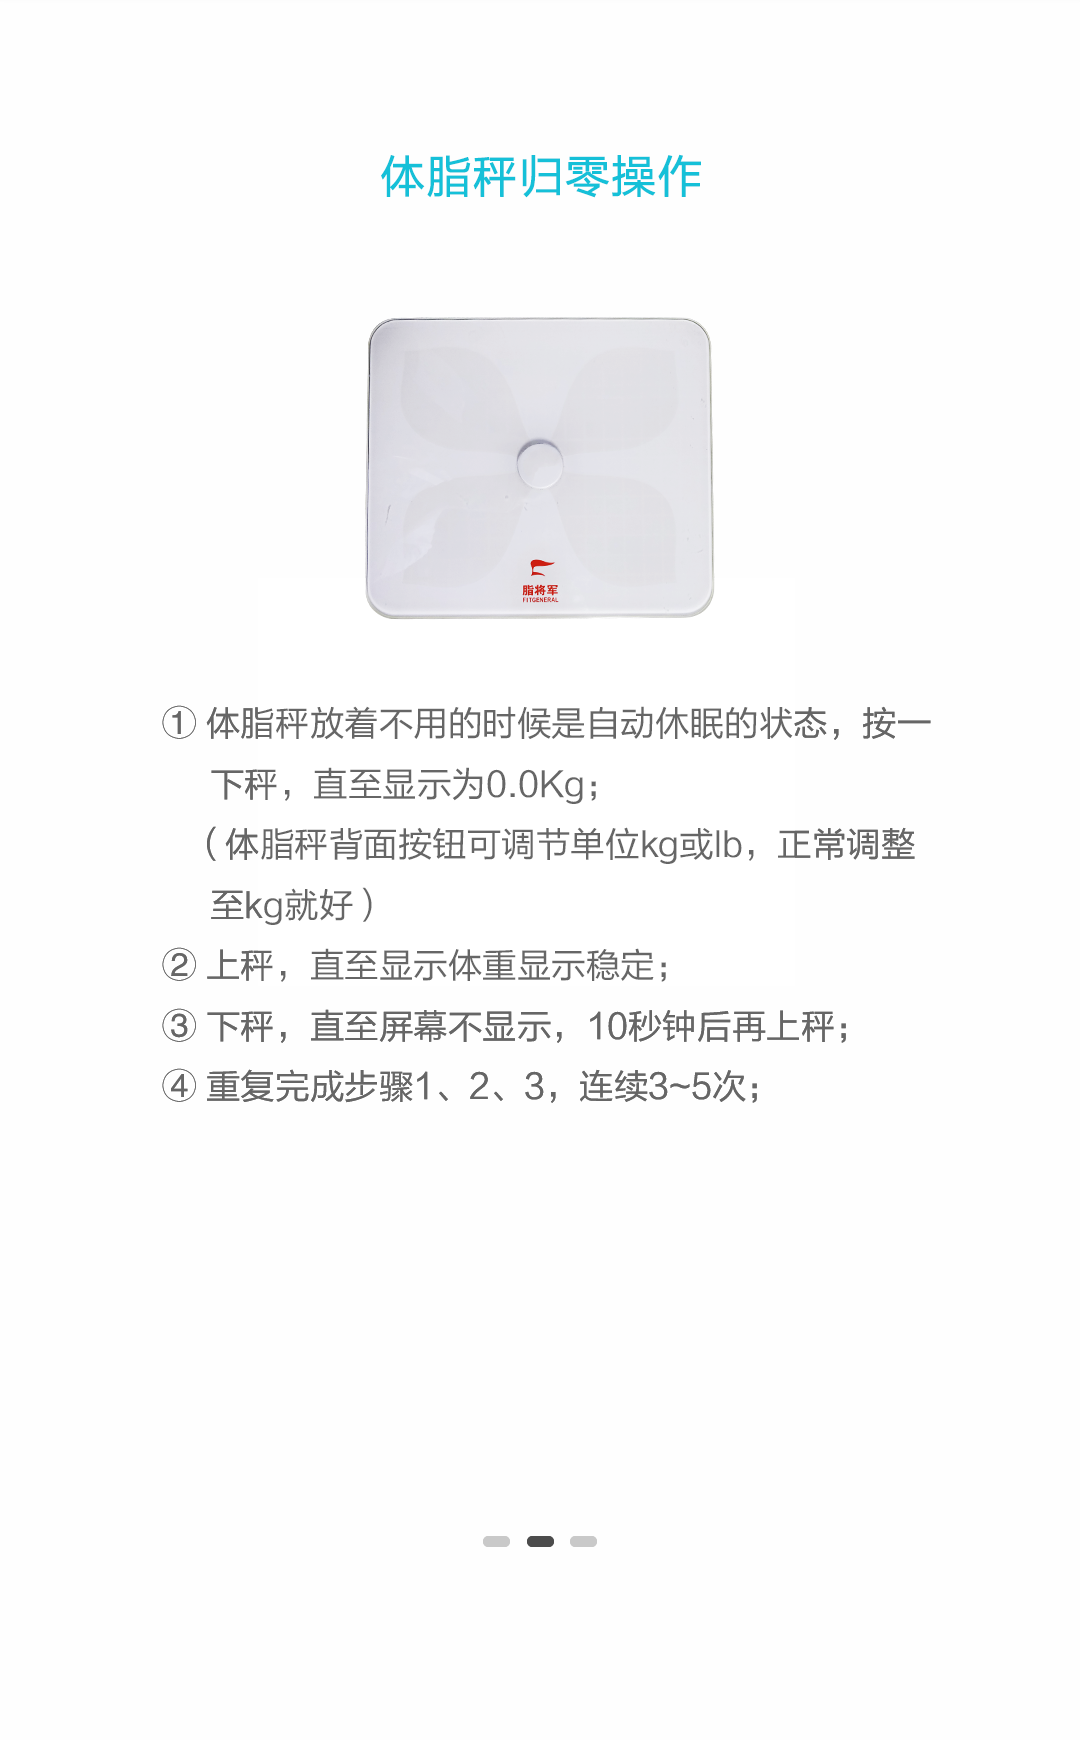 体脂秤归零操作
脂将军
FITGENERAL
① 体脂秤放着不用的时候是自动休眠的状态，按一
下秤，直至显示为0.0Kg；
（体脂秤背面按钮可调节单位kg或lb，正常调整
至kg就好）
② 上秤，直至显示体重显示稳定；
③ 下秤，直至屏幕不显示，10秒钟后再上秤；
④ 重复完成步骤1、2、3，连续3~5次；